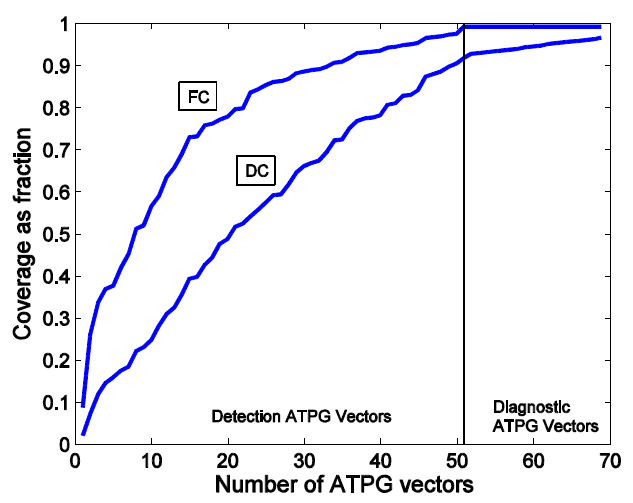 1
0.9
0.8
0.7
0.6
0.5
0.4
0.3
0.2
0.1
0
Coverage as fraction
FC
DC
Detection ATPG Vectors
Diagnostic
ATPG Vectors
0 10 20 30 40 50 60 70
Number of ATPG vectors